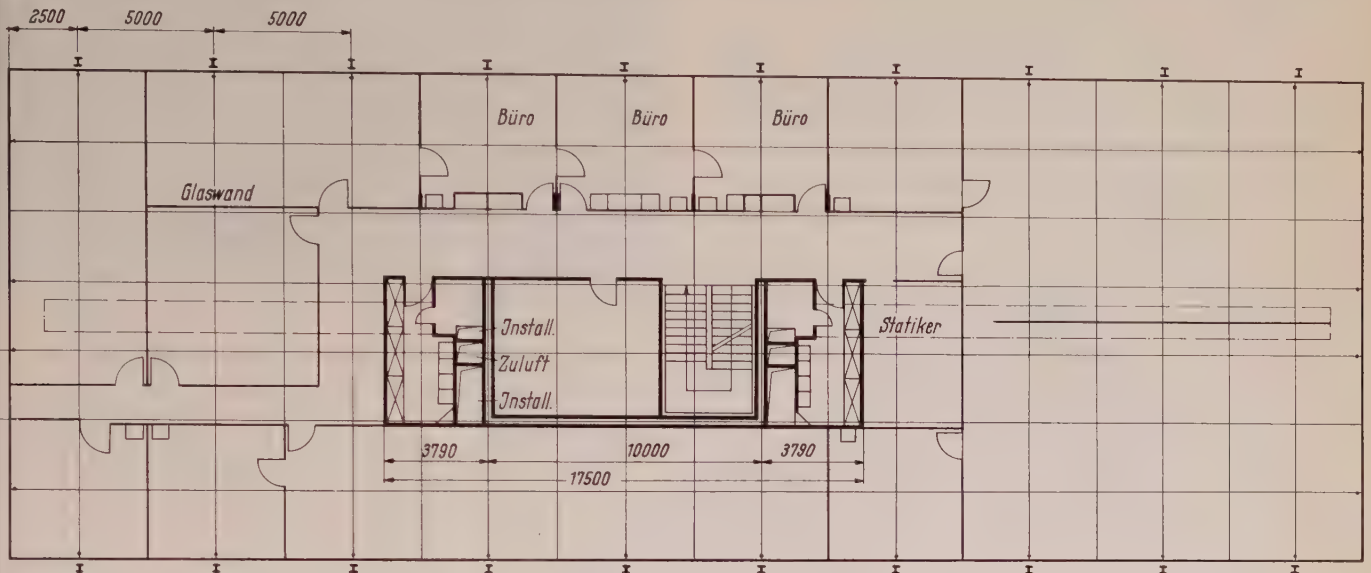 2500 5000 5000
Büro Büro Büro
Glaswand
Install.
Statiker
Zuluft
Install.
3790 10000 3790
17500